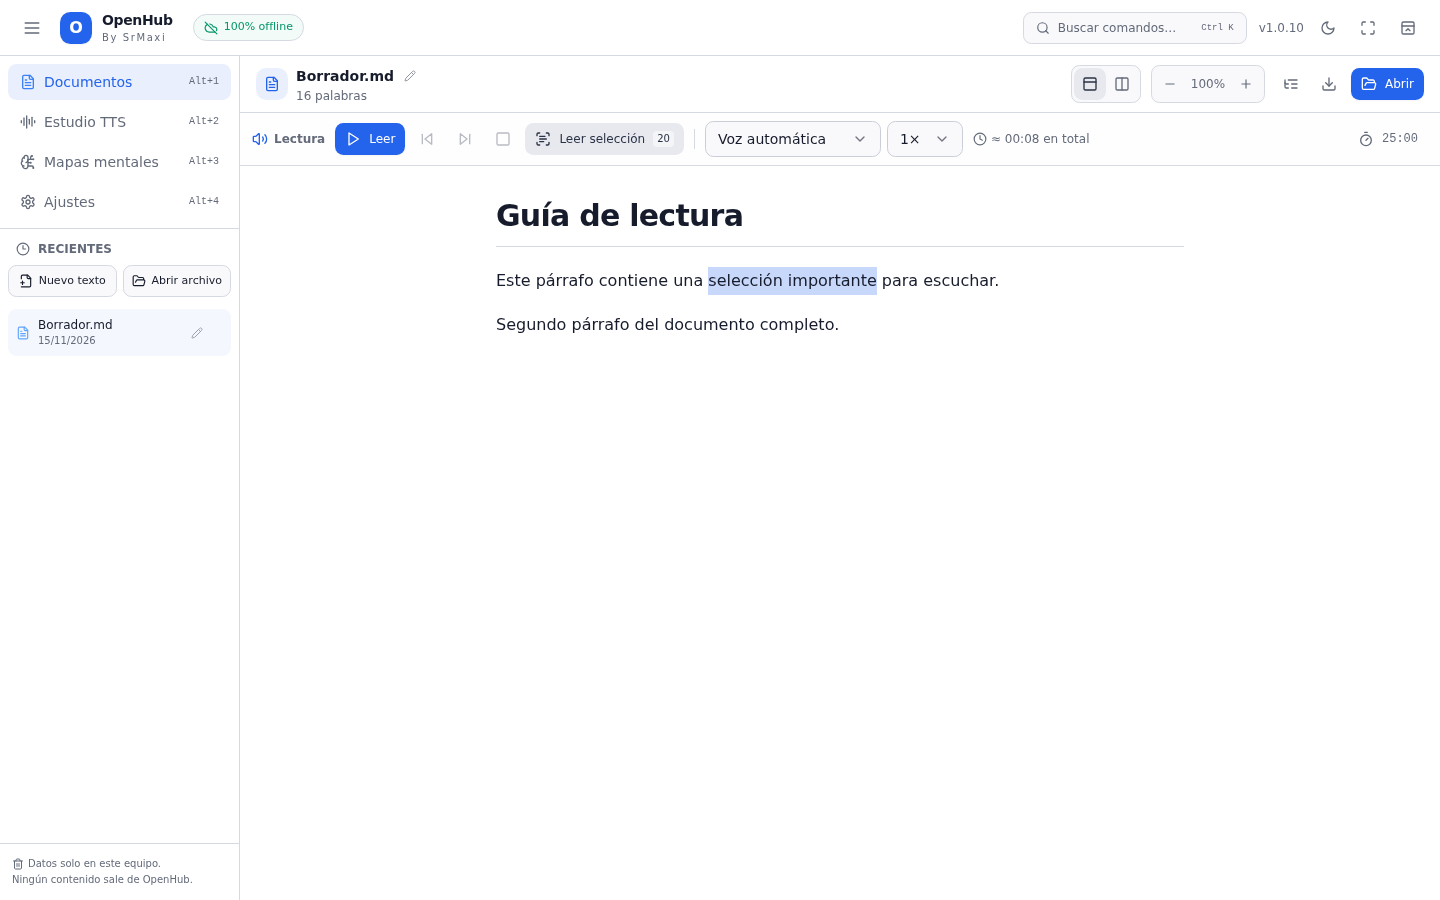 O
OpenHub
By SrMaxi
100% offline
Buscar comandos...
Ctrl K
v1.0.10
Documentos
Alt+1
Estudio TTS
Alt+2
Mapas mentales
Alt+3
Ajustes
Alt+4
RECIENTES
Nuevo texto
Abrir archivo
Borrador.md
15/11/2026
Datos solo en este equipo.
Ningún contenido sale de OpenHub.
Borrador.md
16 palabras
100%
Abrir
Lectura
Leer
Leer selección
20
Voz automática
1×
≈ 00:08 en total
25:00
Guía de lectura
Este párrafo contiene una selección importante para escuchar.
Segundo párrafo del documento completo.